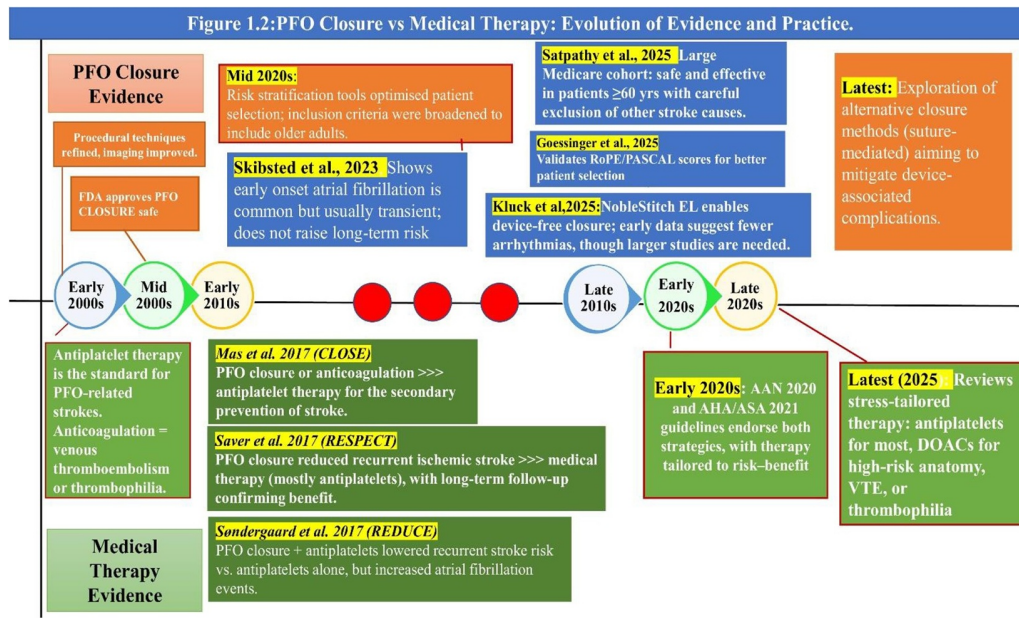 Figure 1.2:PFO Closure vs Medical Therapy: Evolution of Evidence and Practice.
PFO Closure
Evidence
Procedural techniques
refined, imaging improved.
FDA approves PFO
CLOSURE safe
Mid 2020s:
Risk stratification tools optimised patient
selection; inclusion criteria were broadened to
include older adults.
Skibsted et al., 2023 Shows
early onset atrial fibrillation is
common but usually transient;
does not raise long-term risk
Satpathy et al., 2025 Large
Medicare cohort: safe and effective
in patients ≥60 yrs with careful
exclusion of other stroke causes.
Goessinger et al., 2025
Validates RoPE/PASCAL scores for better
patient selection
Kluck et al,2025:NobleStitch EL enables
device-free closure; early data suggest fewer
arrhythmias, though larger studies are needed.
Latest: Exploration of
alternative closure
methods (suture-
mediated) aiming to
mitigate device-
associated
complications.
Early
2000s
Mid
2000s
Early
2010s
Late
2010s
Early
2020s
Late
2020s
Antiplatelet therapy
is the standard for
PFO-related
strokes.
Anticoagulation =
venous
thromboembolism
or thrombophilia.
Mas et al. 2017 (CLOSE)
PFO closure or anticoagulation >>>
antiplatelet therapy for the secondary
prevention of stroke.
Saver et al. 2017 (RESPECT)
PFO closure reduced recurrent ischemic stroke >>> medical
therapy (mostly antiplatelets), with long-term follow-up
confirming benefit.
Søndergaard et al. 2017 (REDUCE)
PFO closure + antiplatelets lowered recurrent stroke risk
vs. antiplatelets alone, but increased atrial fibrillation
events.
Early 2020s: AAN 2020
and AHA/ASA 2021
guidelines endorse both
strategies, with therapy
tailored to risk–benefit
Latest (2025): Reviews
stress-tailored
therapy: antiplatelets
for most, DOACs for
high-risk anatomy,
VTE, or
thrombophilia
Medical
Therapy
Evidence